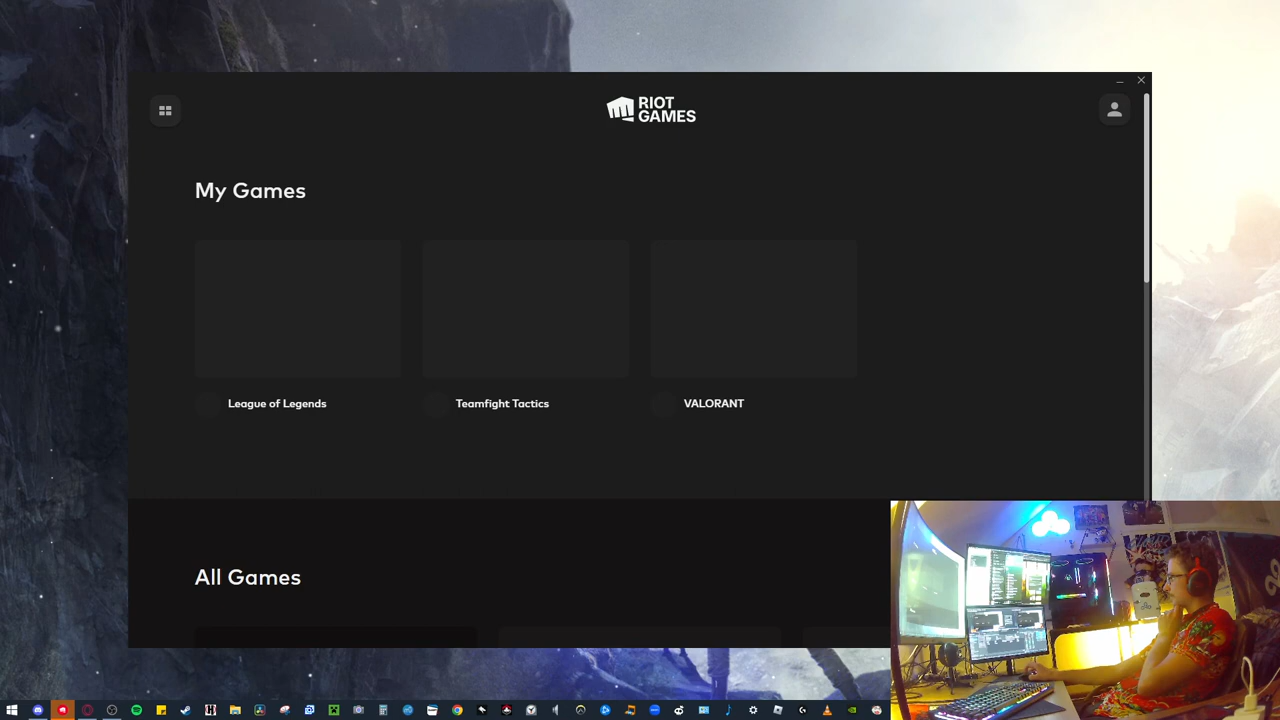 RIOT
GAMES
My Games
League of Legends
Teamfight Tactics
VALORANT
All Games